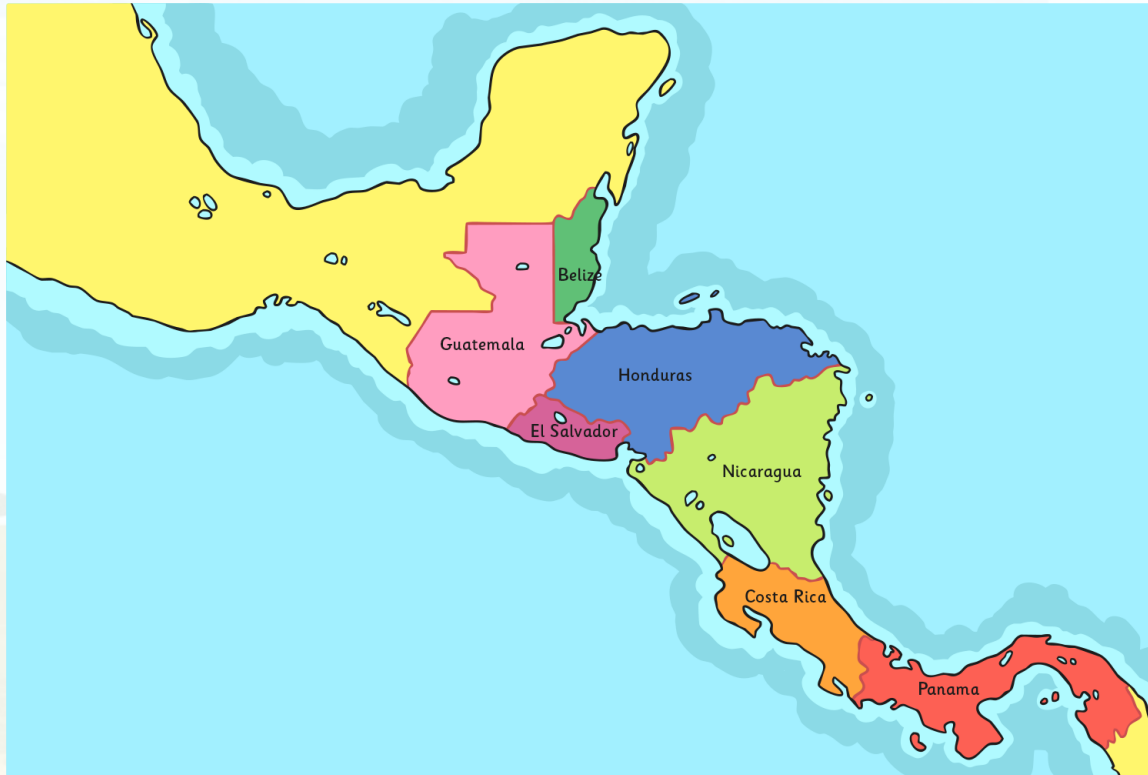 Belize
Guatemala
Honduras
El Salvador
Nicaragua
Costa Rica
Panama